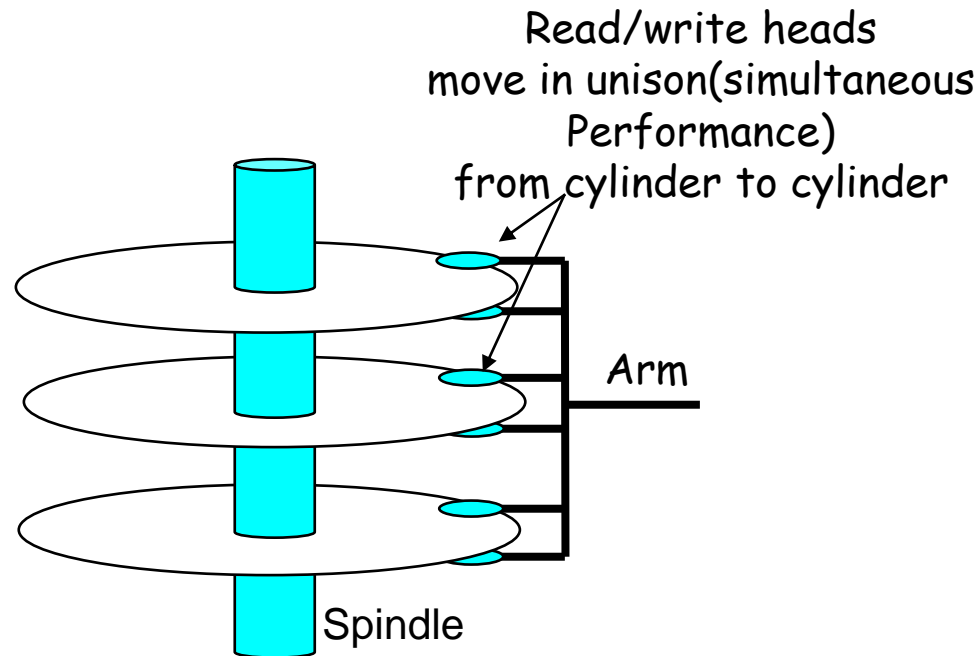 Read/write heads
move in unison(simultaneous
Performance)
from cylinder to cylinder
Arm
Spindle